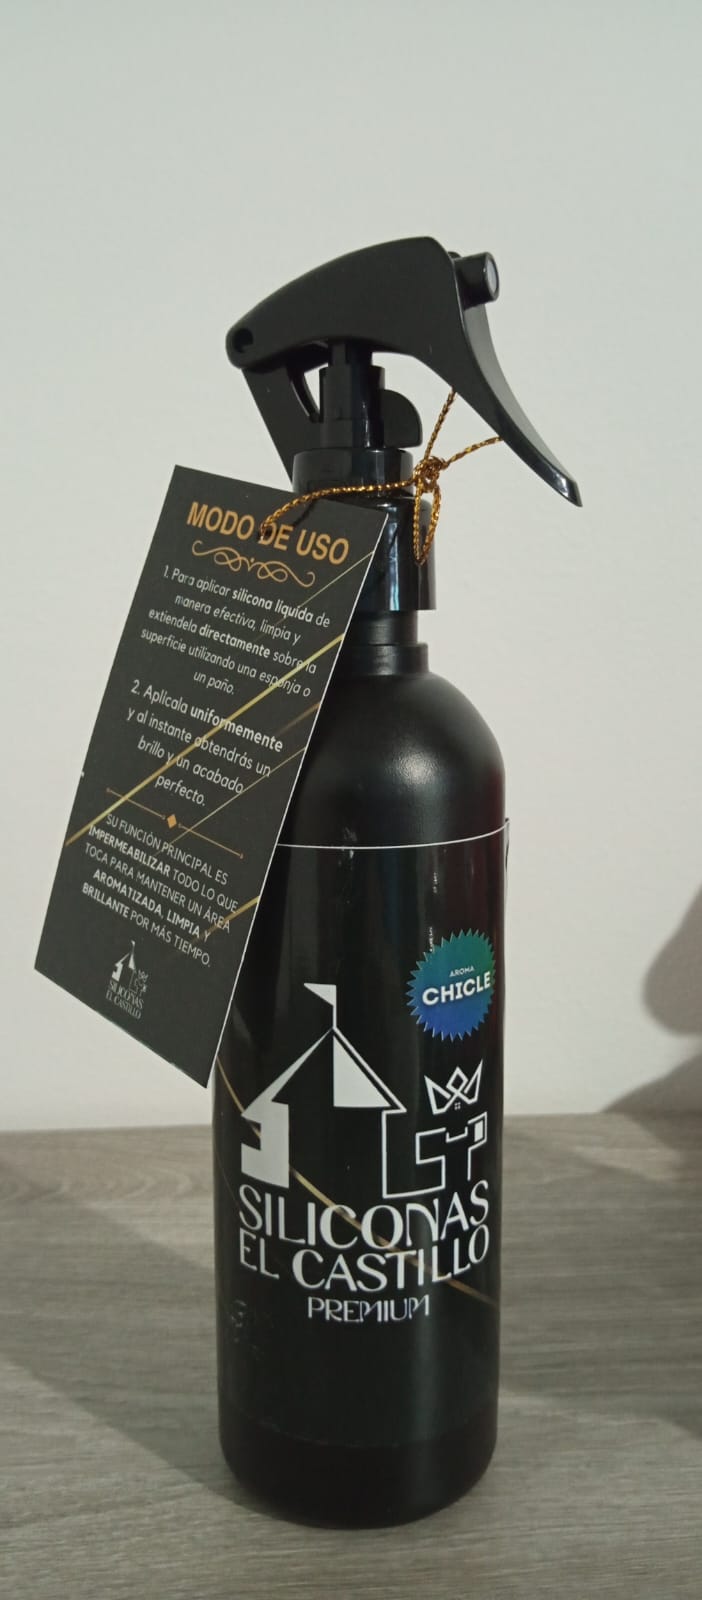 MODO DE USO
1. Para aplicar silicona líquida de
manera efectiva, limpia y
extiendela directamente sobre la
superficie utilizando una esponja o
un paño.
2. Aplícala uniformemente
y al instante obtendrás un
brillo y un acabado
perfecto.
SU FUNCIÓN PRINCIPAL ES
IMPERMEABILIZAR TODO LO QUE
TOCA PARA MANTENER UN ÁREA
AROMATIZADA, LIMPIA Y
BRILLANTE POR MÁS TIEMPO.
SILICONAS
EL CASTILLO
AROMA
CHICLE
SILICONAS
EL CASTILLO
PREMIUM